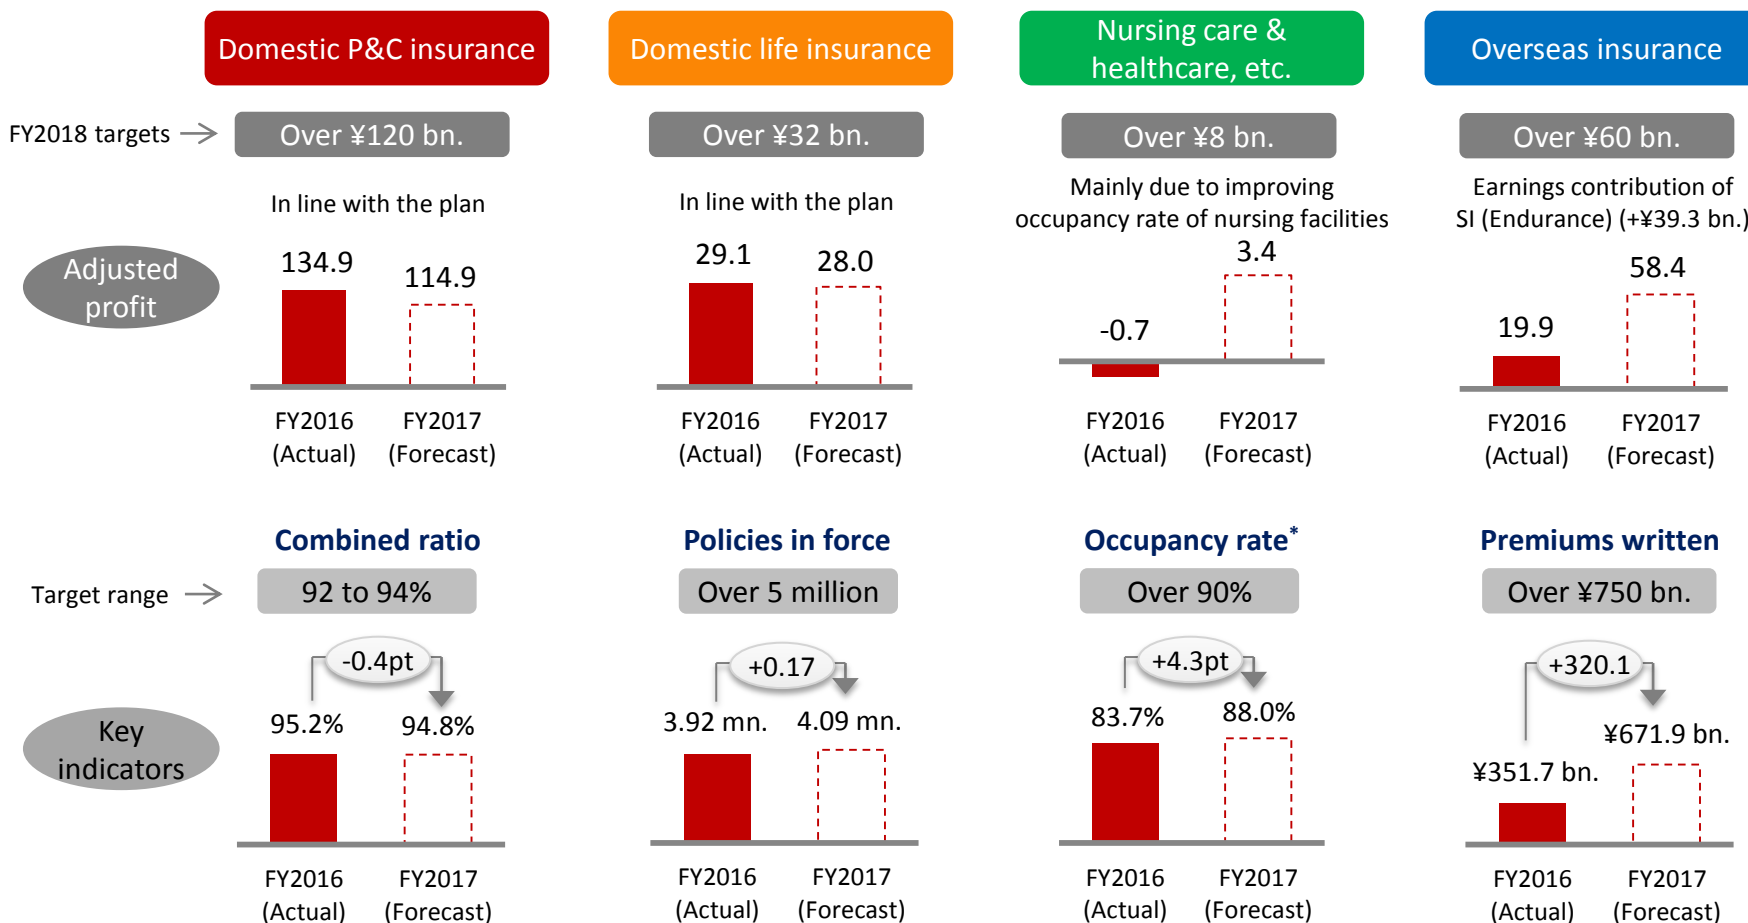 Domestic P&C insurance
Domestic life insurance
Nursing care &
healthcare, etc.
Overseas insurance
FY2018 targets
Over ¥120 bn.
Over ¥32 bn.
Over ¥8 bn.
Over ¥60 bn.
In line with the plan
In line with the plan
Mainly due to improving
occupancy rate of nursing facilities
Earnings contribution of
SI (Endurance) (+¥39.3 bn.)
Adjusted
profit
134.9
114.9
29.1
28.0
-0.7
3.4
19.9
58.4
FY2016
(Actual)
FY2017
(Forecast)
FY2016
(Actual)
FY2017
(Forecast)
FY2016
(Actual)
FY2017
(Forecast)
FY2016
(Actual)
FY2017
(Forecast)
Combined ratio
Policies in force
Occupancy rate*
Premiums written
Target range
92 to 94%
Over 5 million
Over 90%
Over ¥750 bn.
-0.4pt
+0.17
+4.3pt
+320.1
Key
indicators
95.2%
94.8%
3.92 mn.
4.09 mn.
83.7%
88.0%
¥351.7 bn.
¥671.9 bn.
FY2016
(Actual)
FY2017
(Forecast)
FY2016
(Actual)
FY2017
(Forecast)
FY2016
(Actual)
FY2017
(Forecast)
FY2016
(Actual)
FY2017
(Forecast)